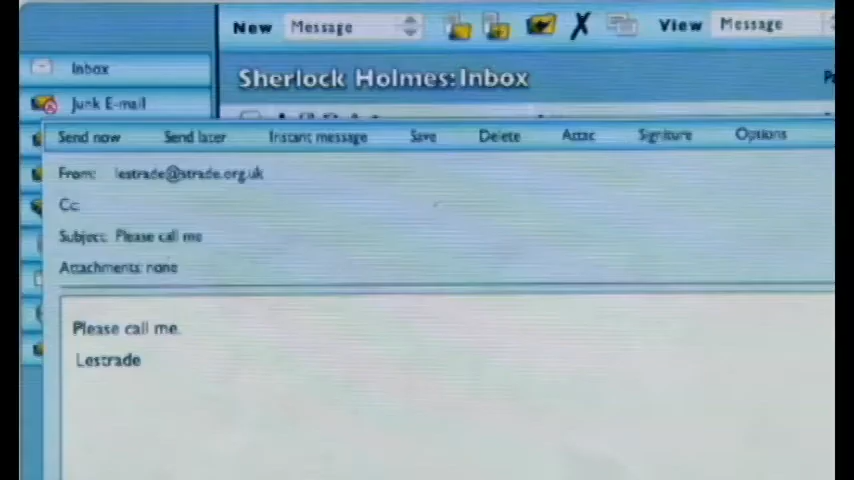 New Message View Message
Inbox
Sherlock Holmes: Inbox
Junk E-mail
Send now Send later Instant message Save Delete Attac Signiture Options
From: lestrade@strade.org.uk
Cc:
Subject: Please call me
Attachments: none
Please call me.
Lestrade